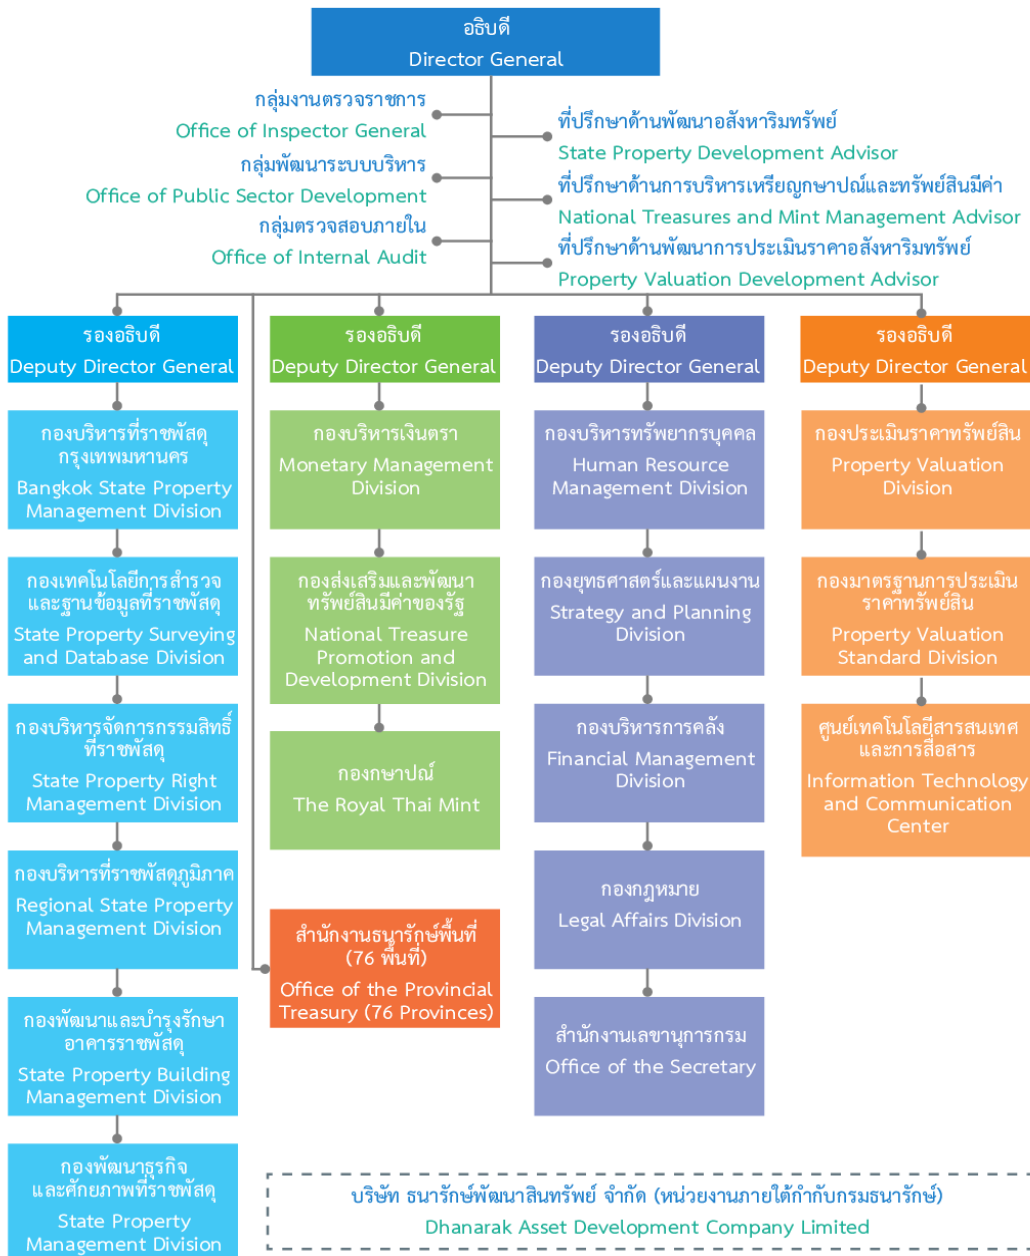 อธิบดี
Director General
กลุ่มงานตรวจราชการ
Office of Inspector General
ที่ปรึกษาด้านพัฒนาอสังหาริมทรัพย์
State Property Development Advisor
กลุ่มพัฒนาระบบบริหาร
Office of Public Sector Development
ที่ปรึกษาด้านการบริหารเหรียญกษาปณ์และทรัพย์สินมีค่า
National Treasures and Mint Management Advisor
กลุ่มตรวจสอบภายใน
Office of Internal Audit
ที่ปรึกษาด้านพัฒนาการประเมินราคาอสังหาริมทรัพย์
Property Valuation Development Advisor
รองอธิบดี
Deputy Director General
กองบริหารที่ราชพัสดุ
กรุงเทพมหานคร
Bangkok State Property
Management Division
กองเทคโนโลยีการสำรวจ
และฐานข้อมูลที่ราชพัสดุ
State Property Surveying
and Database Division
กองบริหารจัดการกรรมสิทธิ์
ที่ราชพัสดุ
State Property Right
Management Division
กองบริหารที่ราชพัสดุภูมิภาค
Regional State Property
Management Division
กองพัฒนาและบำรุงรักษา
อาคารราชพัสดุ
State Property Building
Management Division
กองพัฒนาธุรกิจ
และศักยภาพที่ราชพัสดุ
State Property
Management Division
รองอธิบดี
Deputy Director General
กองบริหารเงินตรา
Monetary Management
Division
กองส่งเสริมและพัฒนา
ทรัพย์สินมีค่าของรัฐ
National Treasure
Promotion and
Development Division
กองกษาปณ์
The Royal Thai Mint
สำนักงานธนารักษ์พื้นที่
(76 พื้นที่)
Office of the Provincial
Treasury (76 Provinces)
รองอธิบดี
Deputy Director General
กองบริหารทรัพยากรบุคคล
Human Resource
Management Division
กองยุทธศาสตร์และแผนงาน
Strategy and Planning
Division
กองบริหารการคลัง
Financial Management
Division
กองกฎหมาย
Legal Affairs Division
สำนักงานเลขานุการกรม
Office of the Secretary
รองอธิบดี
Deputy Director General
กองประเมินราคาทรัพย์สิน
Property Valuation
Division
กองมาตรฐานการประเมิน
ราคาทรัพย์สิน
Property Valuation
Standard Division
ศูนย์เทคโนโลยีสารสนเทศ
และการสื่อสาร
Information Technology
and Communication
Center
บริษัท ธนารักษ์พัฒนาสินทรัพย์ จำกัด (หน่วยงานภายใต้กำกับกรมธนารักษ์)
Dhanarak Asset Development Company Limited